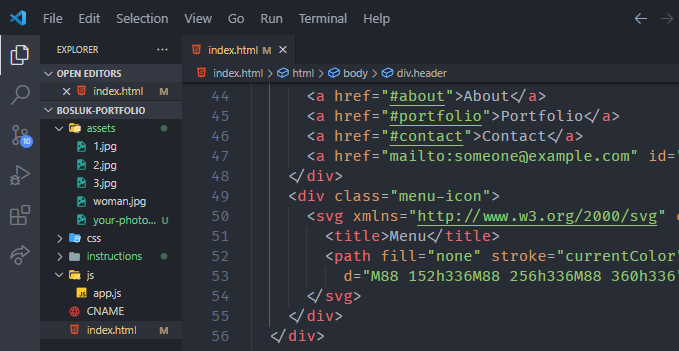 File Edit Selection View Go Run Terminal Help
EXPLORER ...
OPEN EDITORS
× index.html M
BOSLUK-PORTFOLIO
assets
1.jpg
2.jpg
3.jpg
woman.jpg
your-photo... U
css
instructions
js
app.js
CNAME
index.html M
10
index.html M ×
index.html > html > body > div.header
44 <a href="#about">About</a>
45 <a href="#portfolio">Portfolio</a>
46 <a href="#contact">Contact</a>
47 <a href="mailto:someone@example.com" id="
48 </div>
49 <div class="menu-icon">
50 <svg xmlns="http://www.w3.org/2000/svg"
51 <title>Menu</title>
52 <path fill="none" stroke="currentColor"
53 d="M88 152h336M88 256h336M88 360h336"
54 </svg>
55 </div>
56 </div>